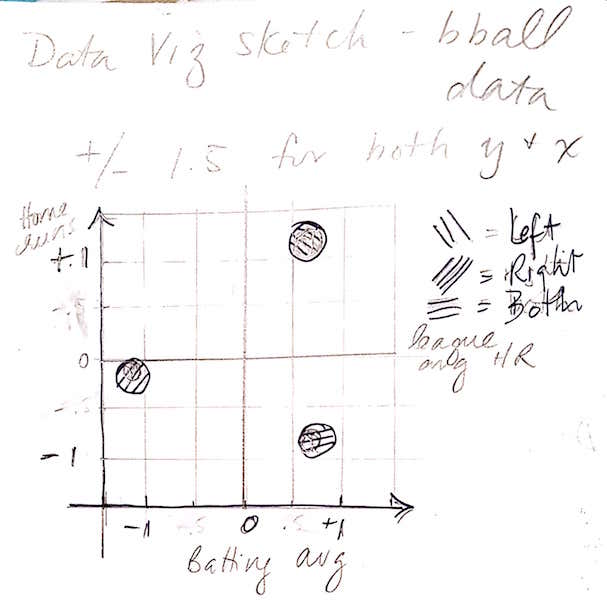 Data Viz sketch - bball
data
+/- 1.5 for both y + x
Home
runs
+.1
= Left
= Right
= Both
.5
0
league
avg HR
-.5
-1
-1 -.5 0 .5 +1
Batting avg